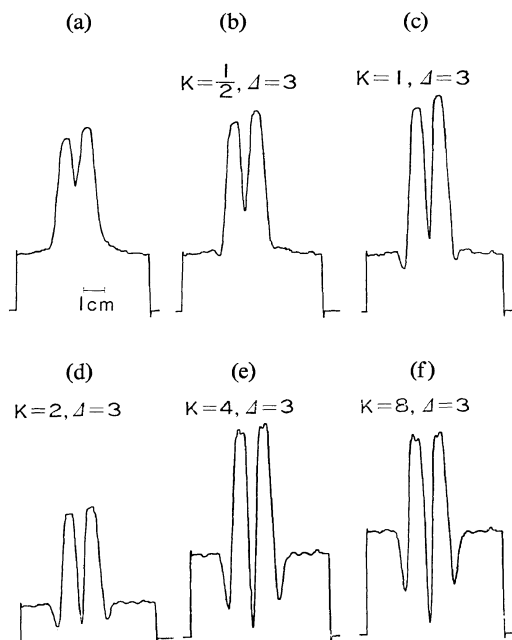 (a)
(b)
(c)
K=1/2, Δ=3
K=1, Δ=3
1cm
(d)
(e)
(f)
K=2, Δ=3
K=4, Δ=3
K=8, Δ=3